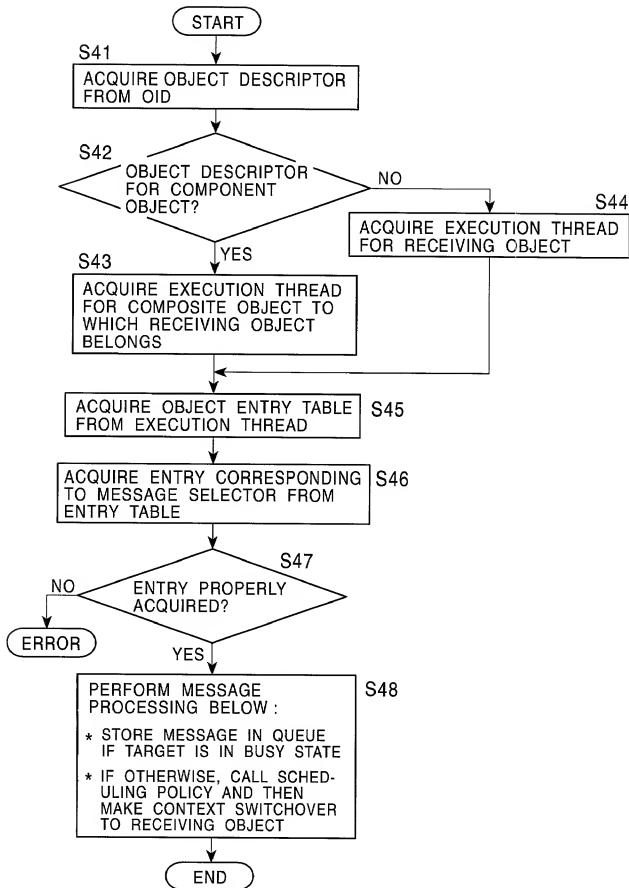 START
S41
ACQUIRE OBJECT DESCRIPTOR
FROM OID
S42
OBJECT DESCRIPTOR
FOR COMPONENT
OBJECT?
NO
S44
ACQUIRE EXECUTION THREAD
FOR RECEIVING OBJECT
YES
S43
ACQUIRE EXECUTION THREAD
FOR COMPOSITE OBJECT TO
WHICH RECEIVING OBJECT
BELONGS
ACQUIRE OBJECT ENTRY TABLE
FROM EXECUTION THREAD
S45
ACQUIRE ENTRY CORRESPONDING
TO MESSAGE SELECTOR FROM
ENTRY TABLE
S46
S47
ENTRY PROPERLY
ACQUIRED?
NO
ERROR
YES
S48
PERFORM MESSAGE
PROCESSING BELOW :
* STORE MESSAGE IN QUEUE
IF TARGET IS IN BUSY STATE
* IF OTHERWISE, CALL SCHED-
ULING POLICY AND THEN
MAKE CONTEXT SWITCHOVER
TO RECEIVING OBJECT
END